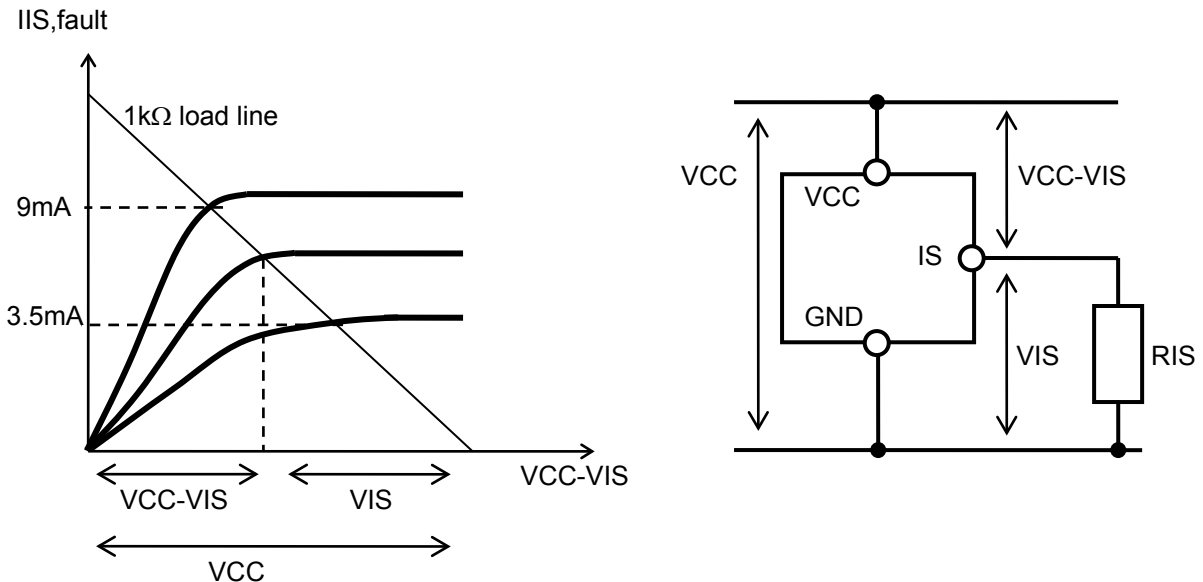 IIS,fault
1kΩ load line
9mA
3.5mA
VCC-VIS
VCC-VIS
VIS
VCC
VCC
VCC
VCC-VIS
IS
GND
VIS
RIS